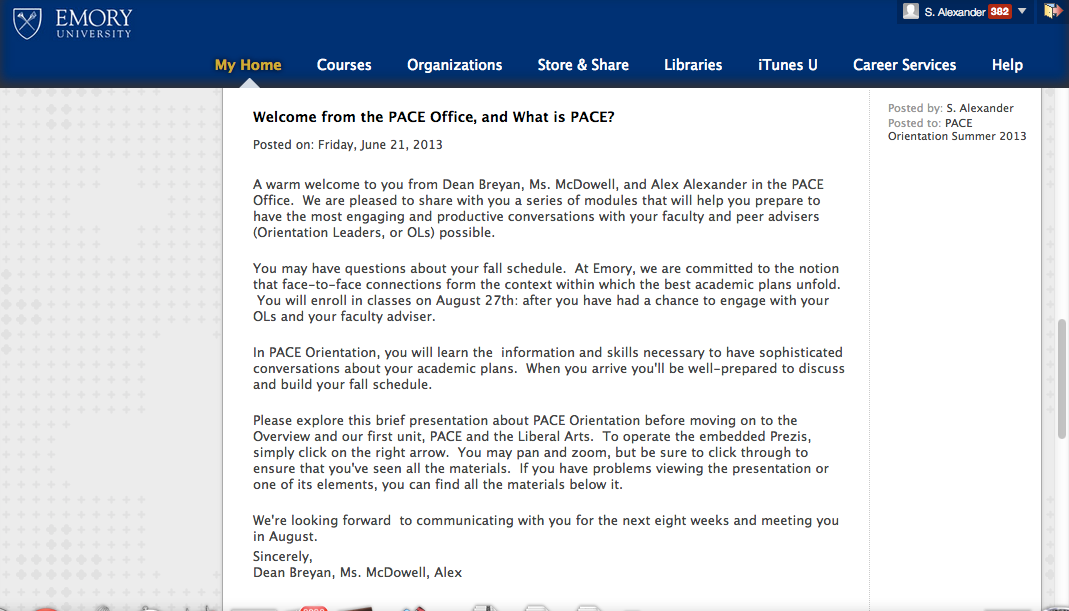 EMORY
UNIVERSITY
S. Alexander 382
My Home Courses Organizations Store & Share Libraries iTunes U Career Services Help
Welcome from the PACE Office, and What is PACE?
Posted on: Friday, June 21, 2013
A warm welcome to you from Dean Breyan, Ms. McDowell, and Alex Alexander in the PACE
Office.  We are pleased to share with you a series of modules that will help you prepare to
have the most engaging and productive conversations with your faculty and peer advisers
(Orientation Leaders, or OLs) possible.
You may have questions about your fall schedule.  At Emory, we are committed to the notion
that face-to-face connections form the context within which the best academic plans unfold.
You will enroll in classes on August 27th: after you have had a chance to engage with your
OLs and your faculty adviser.
In PACE Orientation, you will learn the  information and skills necessary to have sophisticated
conversations about your academic plans.  When you arrive you'll be well-prepared to discuss
and build your fall schedule.
Please explore this brief presentation about PACE Orientation before moving on to the
Overview and our first unit, PACE and the Liberal Arts.  To operate the embedded Prezis,
simply click on the right arrow.  You may pan and zoom, but be sure to click through to
ensure that you've seen all the materials.  If you have problems viewing the presentation or
one of its elements, you can find all the materials below it.
We're looking forward  to communicating with you for the next eight weeks and meeting you
in August.
Sincerely,
Dean Breyan, Ms. McDowell, Alex
Posted by: S. Alexander
Posted to: PACE
Orientation Summer 2013